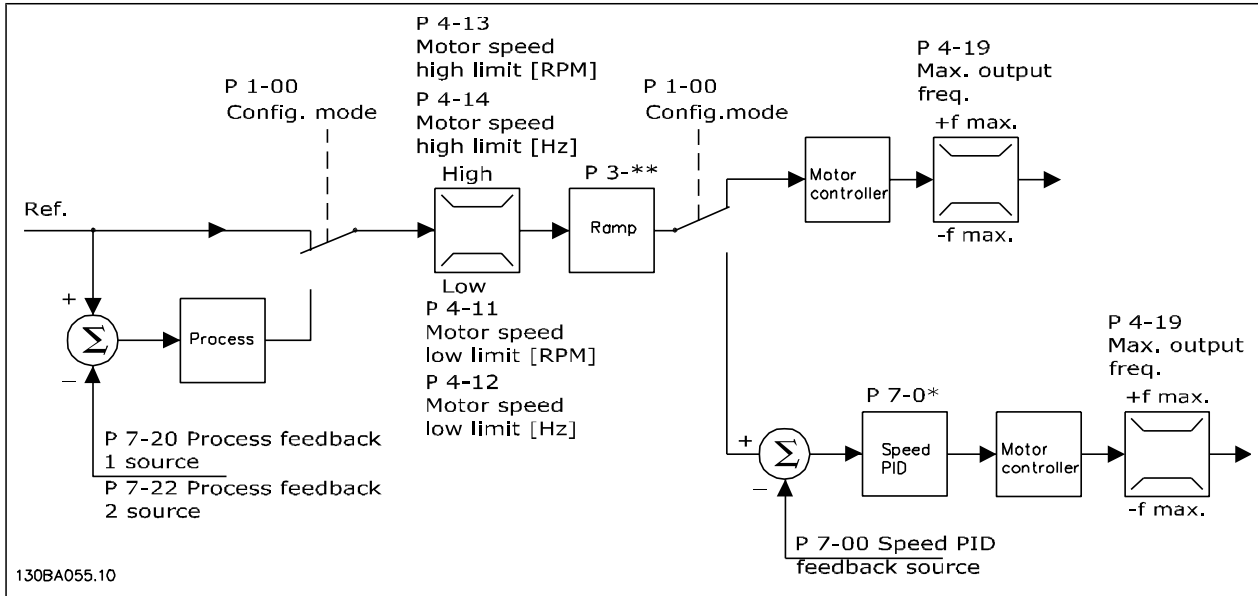 P 4-13
Motor speed
high limit [RPM]
P 4-14
Motor speed
high limit [Hz]
P 1-00
Config. mode
P 1-00
Config.mode
P 4-19
Max. output
freq.
+f max.
-f max.
High
Low
P 3-**
Ramp
Motor
controller
Ref.
+
Σ
−
Process
P 4-11
Motor speed
low limit [RPM]
P 4-12
Motor speed
low limit [Hz]
P 7-20 Process feedback
1 source
P 7-22 Process feedback
2 source
P 7-0*
+
Σ
−
Speed
PID
Motor
controller
P 4-19
Max. output
freq.
+f max.
-f max.
P 7-00 Speed PID
feedback source
130BA055.10